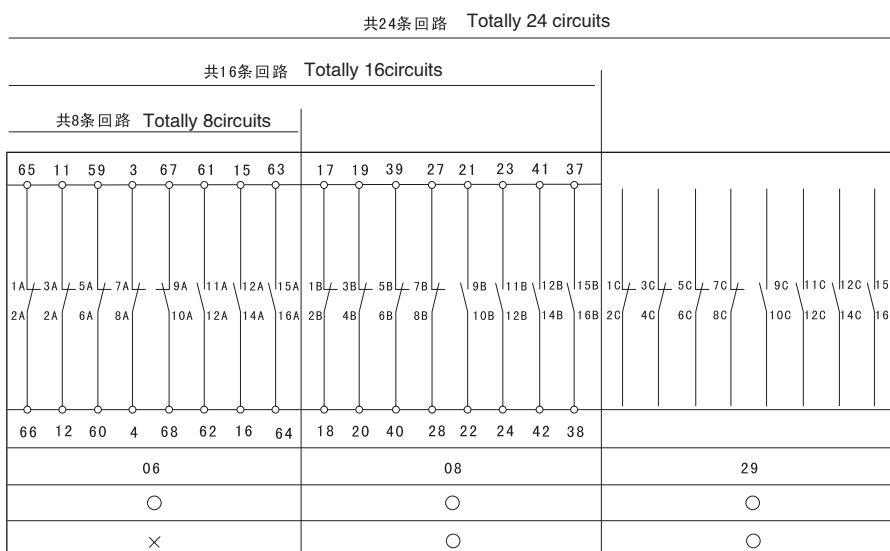 共24条回路 Totally 24 circuits
共16条回路 Totally 16circuits
共8条回路 Totally 8circuits
65 11 59 3 67 61 15 63 17 19 39 27 21 23 41 37
1A 3A 5A 7A 9A 11A 12A 15A 1B 3B 5B 7B 9B 11B 12B 15B 1C 3C 5C 7C 9C 11C 12C 15
2A 2A 6A 8A 10A 12A 14A 16A 2B 4B 6B 8B 10B 12B 14B 16B 2C 4C 6C 8C 10C 12C 14C 16
66 12 60 4 68 62 16 64 18 20 40 28 22 24 42 38
06 08 29
○ ○ ○
× ○ ○